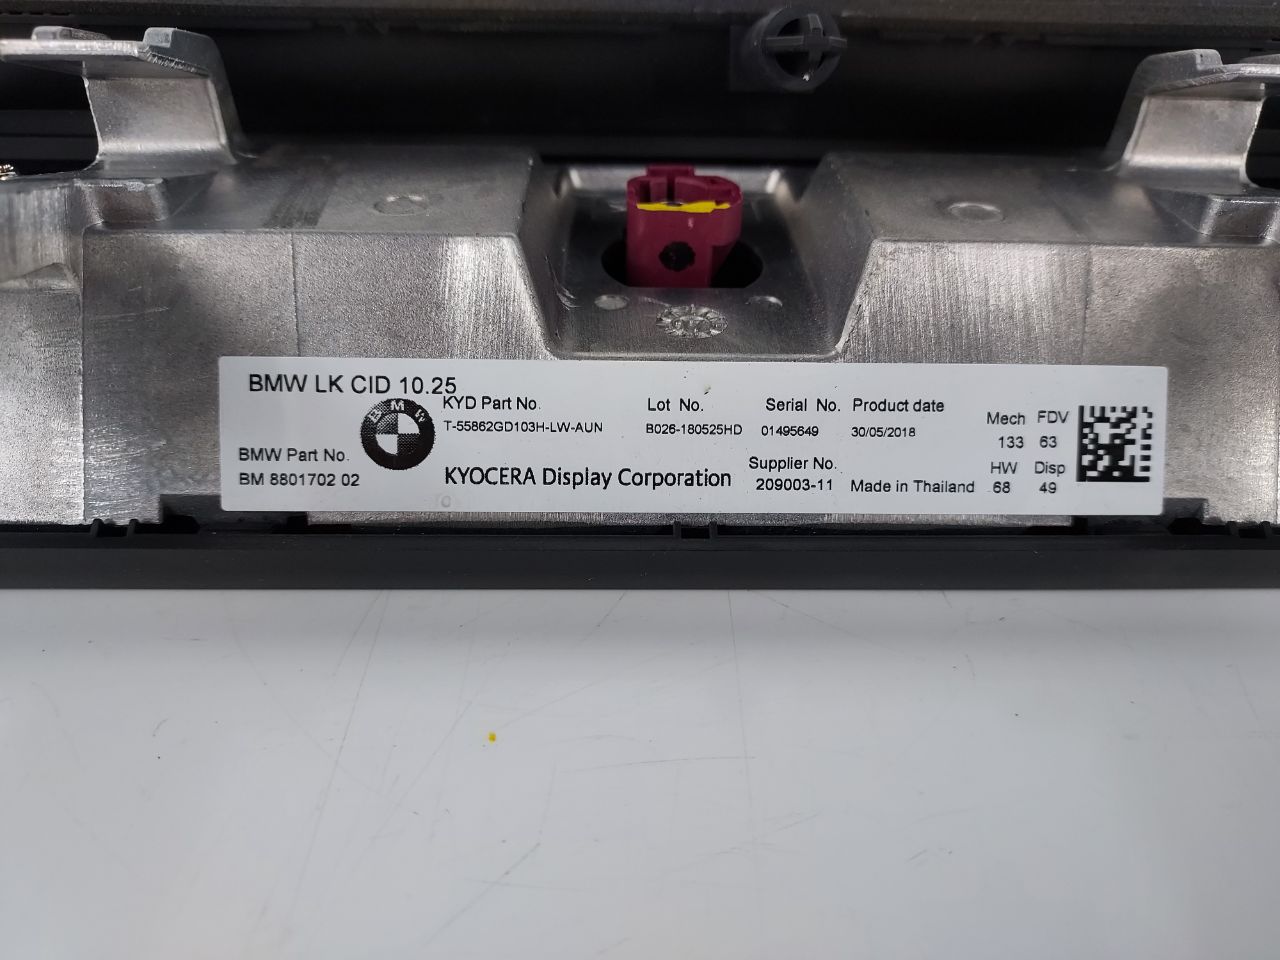 BMW LK CID 10.25
BMW
KYD Part No.
T-55862GD103H-LW-AUN
Lot No.
B026-180525HD
Serial No.
01495649
Product date
30/05/2018
Mech FDV
133 63
HW Disp
68 49
BMW Part No.
BM 8801702 02
KYOCERA Display Corporation
Supplier No.
209003-11
Made in Thailand